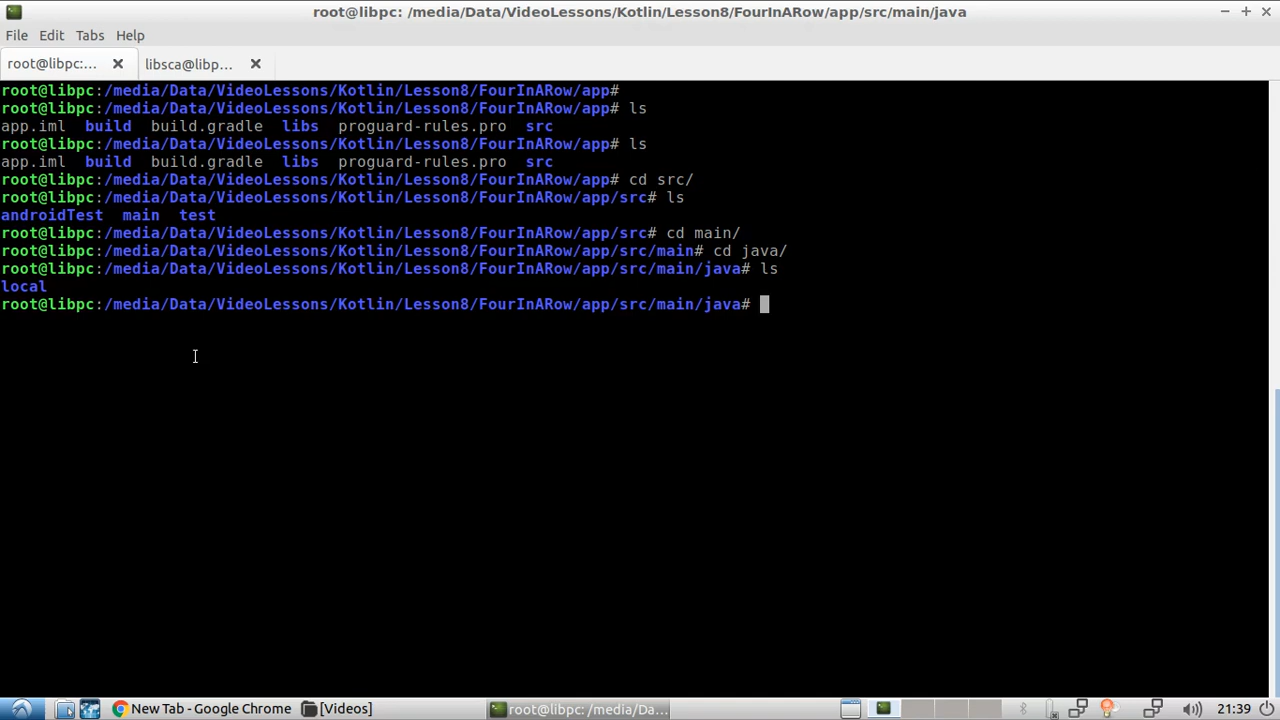 root@libpc: /media/Data/VideoLessons/Kotlin/Lesson8/FourInARow/app/src/main/java
File Edit Tabs Help
root@libpc:... libsca@libp...
root@libpc:/media/Data/VideoLessons/Kotlin/Lesson8/FourInARow/app#
root@libpc:/media/Data/VideoLessons/Kotlin/Lesson8/FourInARow/app# ls
app.iml build build.gradle libs proguard-rules.pro src
root@libpc:/media/Data/VideoLessons/Kotlin/Lesson8/FourInARow/app# ls
app.iml build build.gradle libs proguard-rules.pro src
root@libpc:/media/Data/VideoLessons/Kotlin/Lesson8/FourInARow/app# cd src/
root@libpc:/media/Data/VideoLessons/Kotlin/Lesson8/FourInARow/app/src# ls
androidTest main test
root@libpc:/media/Data/VideoLessons/Kotlin/Lesson8/FourInARow/app/src# cd main/
root@libpc:/media/Data/VideoLessons/Kotlin/Lesson8/FourInARow/app/src/main# cd java/
root@libpc:/media/Data/VideoLessons/Kotlin/Lesson8/FourInARow/app/src/main/java# ls
local
root@libpc:/media/Data/VideoLessons/Kotlin/Lesson8/FourInARow/app/src/main/java#
New Tab - Google Chrome [Videos] root@libpc: /media/Da... 21:39